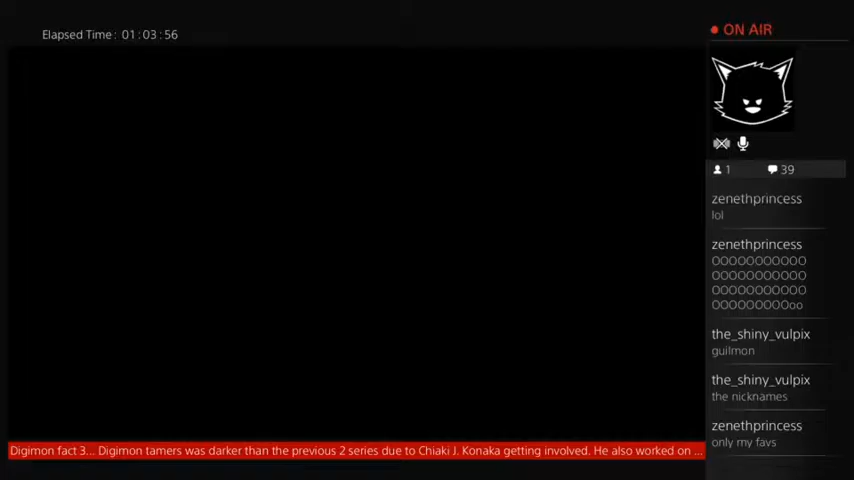 Elapsed Time: 01:03:56
ON AIR
1
39
zenethprincess
lol
zenethprincess
OOOOOOOOOOO
OOOOOOOOOOO
OOOOOOOOOOO
OOOOOOOOOoo
the_shiny_vulpix
guilmon
the_shiny_vulpix
the nicknames
zenethprincess
only my favs
Digimon fact 3... Digimon tamers was darker than the previous 2 series due to Chiaki J. Konaka getting involved. He also worked on ...